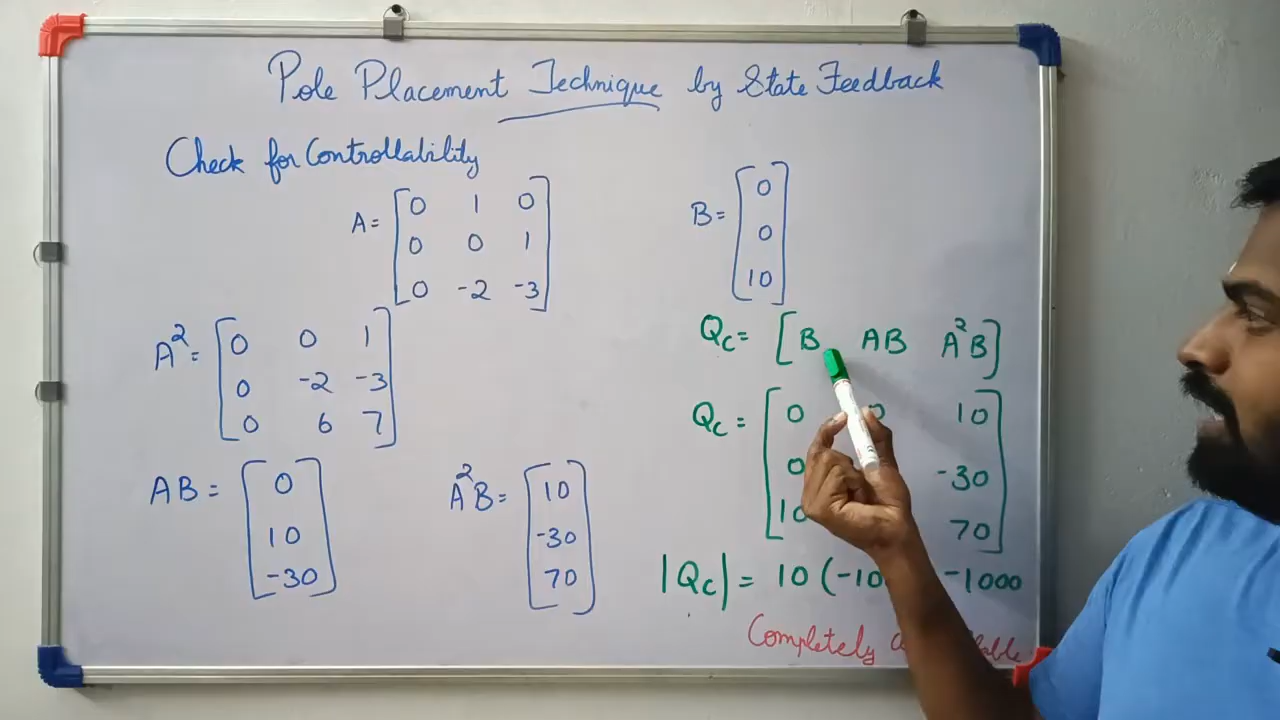 Pole Placement Technique by State Feedback
Check for Controllability
A = [0 1 0
0 0 1
0 -2 -3]
B = [0
0
10]
A² = [0 0 1
0 -2 -3
0 6 7]
AB = [0
10
-30]
A²B = [10
-30
70]
Qc = [B AB A²B]
Qc = [0 0 10
0 -30
10 70]
|Qc| = 10 (-10 -1000
Completely